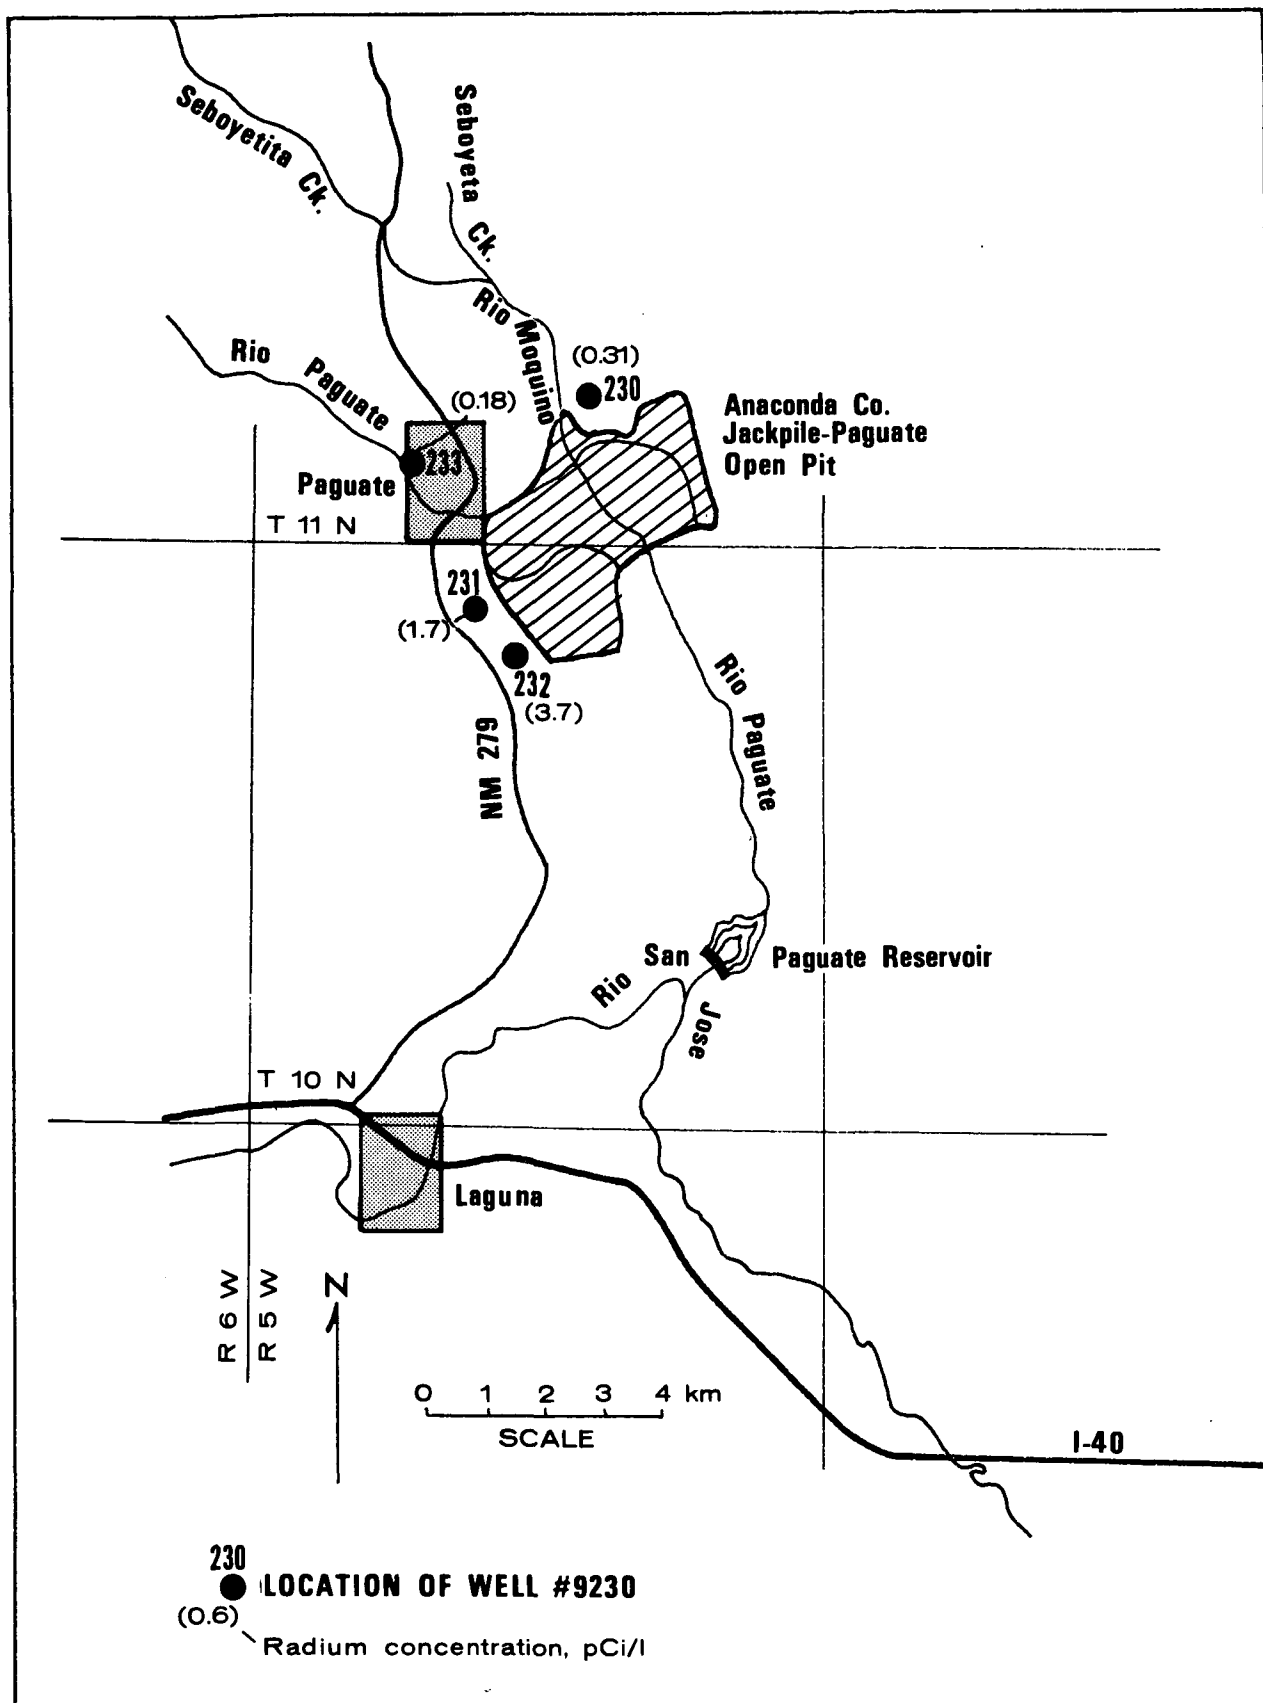 Seboyetita Ck.
Seboyeta Ck.
Rio Moquino
(0.31)
230
Rio Paguate
(0.18)
233
Paguate
Anaconda Co.
Jackpile-Paguate
Open Pit
T 11 N
231
(1.7)
232
(3.7)
NM 279
Rio Paguate
Paguate Reservoir
Rio San Jose
T 10 N
Laguna
R 6 W
R 5 W
N
0 1 2 3 4 km
SCALE
I-40
230
LOCATION OF WELL #9230
(0.6)
Radium concentration, pCi/l